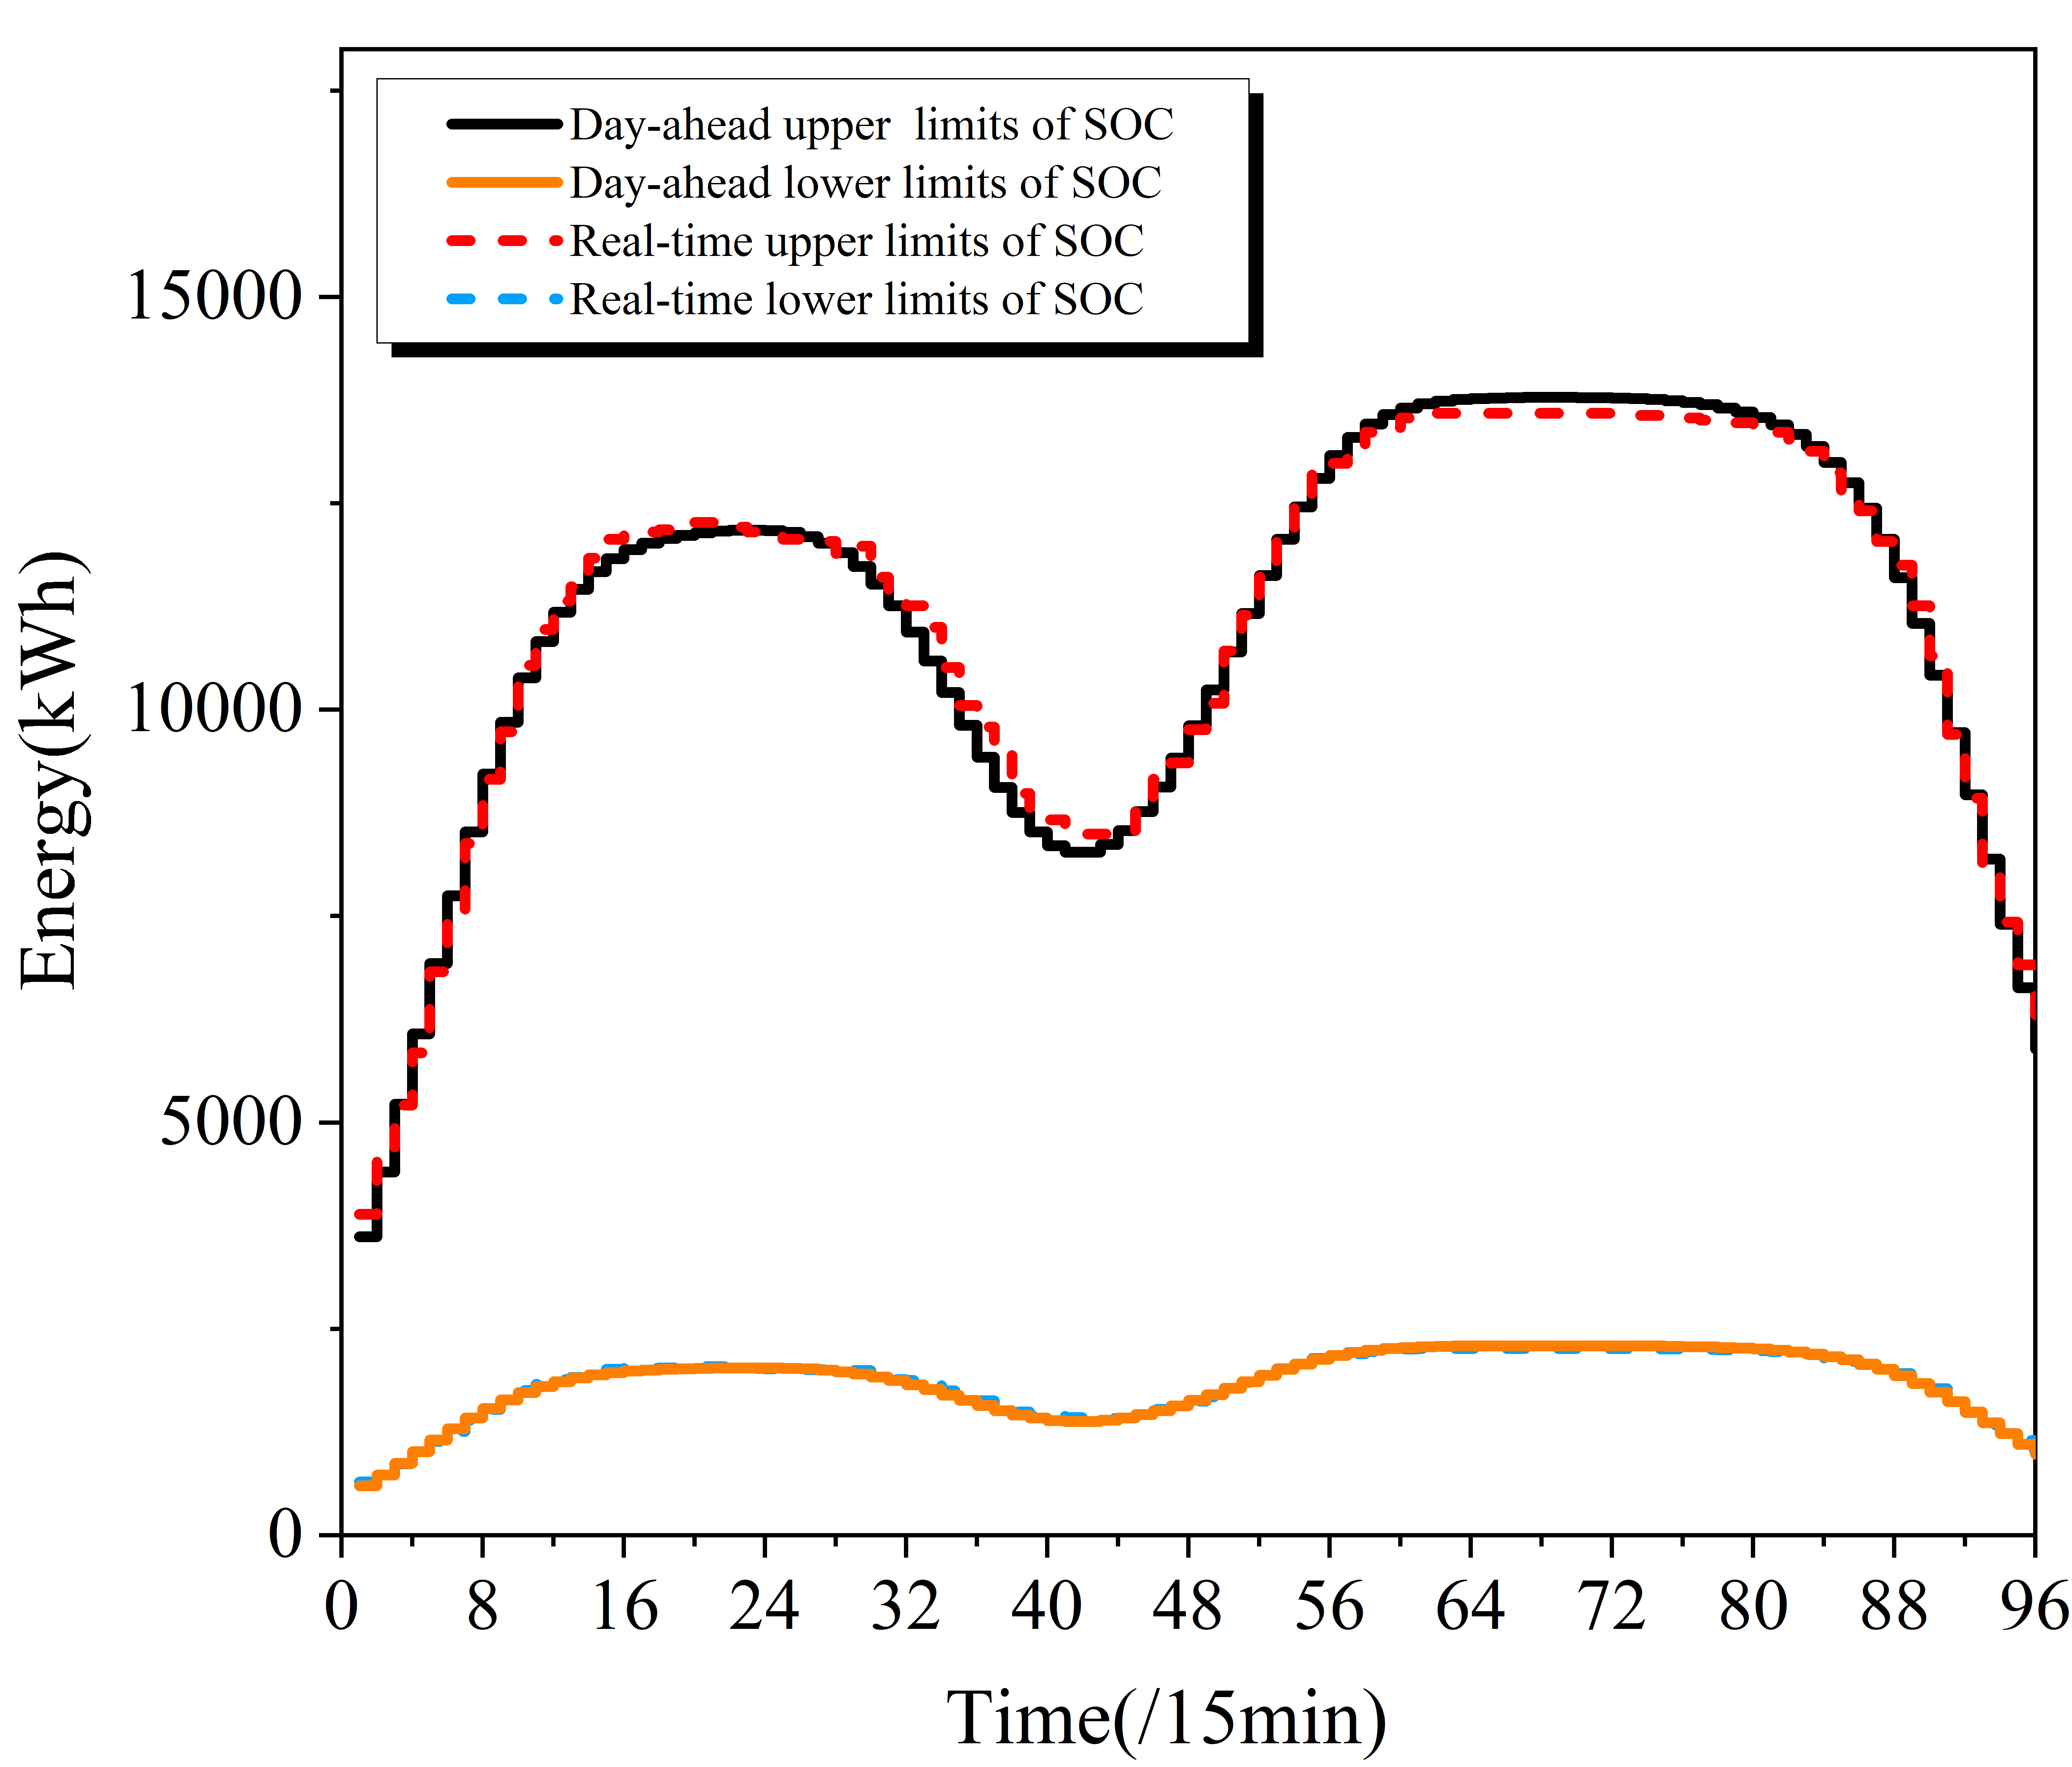 Day-ahead upper limits of SOC
Day-ahead lower limits of SOC
Real-time upper limits of SOC
Real-time lower limits of SOC
Energy(kWh)
15000
10000
5000
0
0 8 16 24 32 40 48 56 64 72 80 88 96
Time(/15min)